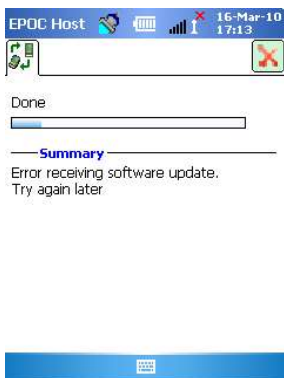 EPOC Host 16-Mar-10
17:13
Done
Summary
Error receiving software update.
Try again later